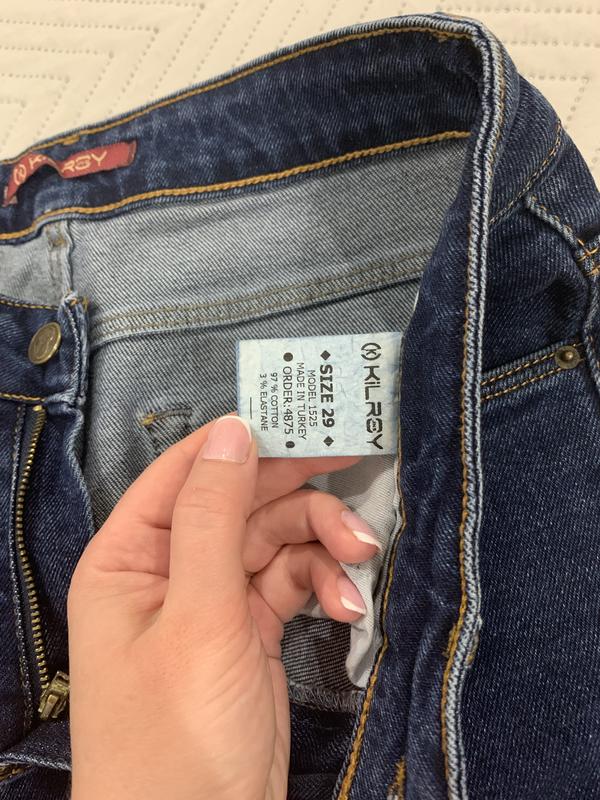 KiLROY
KiLROY
◆ SIZE 29 ◆
MODEL 1525
MADE IN TURKEY
● ORDER:4875 ●
97 % COTTON
3 % ELASTANE